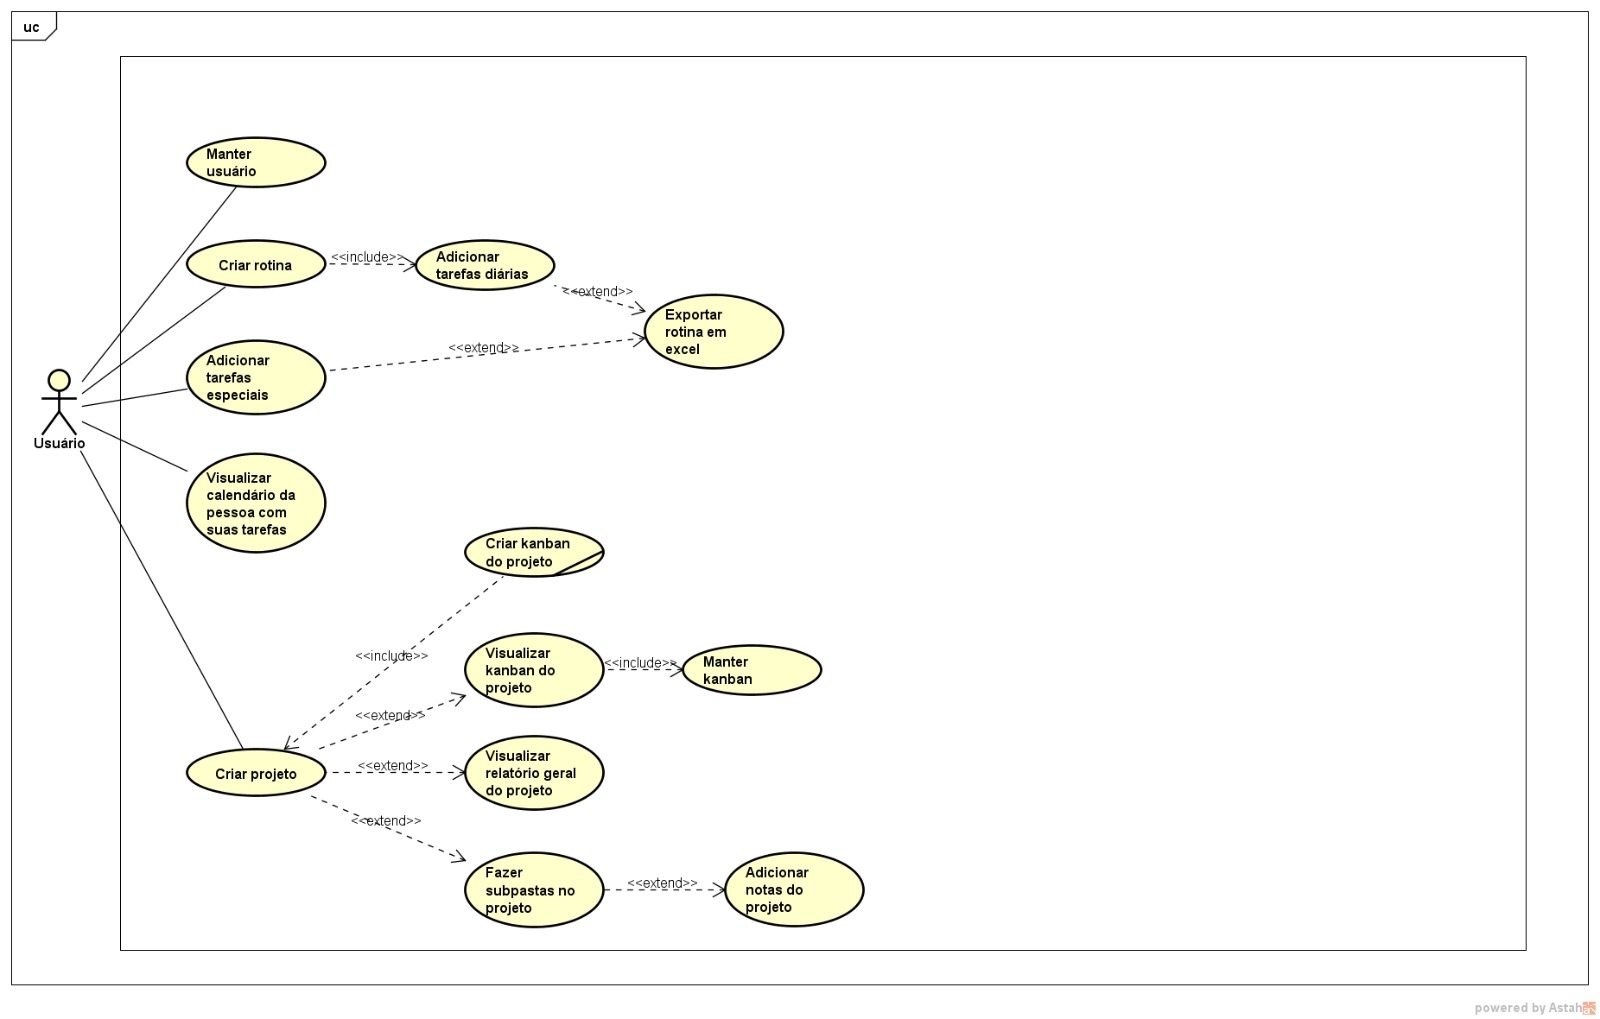 uc
Manter
usuário
Criar rotina
<<include>>
Adicionar
tarefas diárias
<<extend>>
Exportar
rotina em
excel
Adicionar
tarefas
especiais
<<extend>>
Usuário
Visualizar
calendário da
pessoa com
suas tarefas
Criar kanban
do projeto
<<include>>
Visualizar
kanban do
projeto
<<include>>
Manter
kanban
<<extend>>
Criar projeto
<<extend>>
Visualizar
relatório geral
do projeto
<<extend>>
Fazer
subpastas no
projeto
<<extend>>
Adicionar
notas do
projeto
powered by Astah